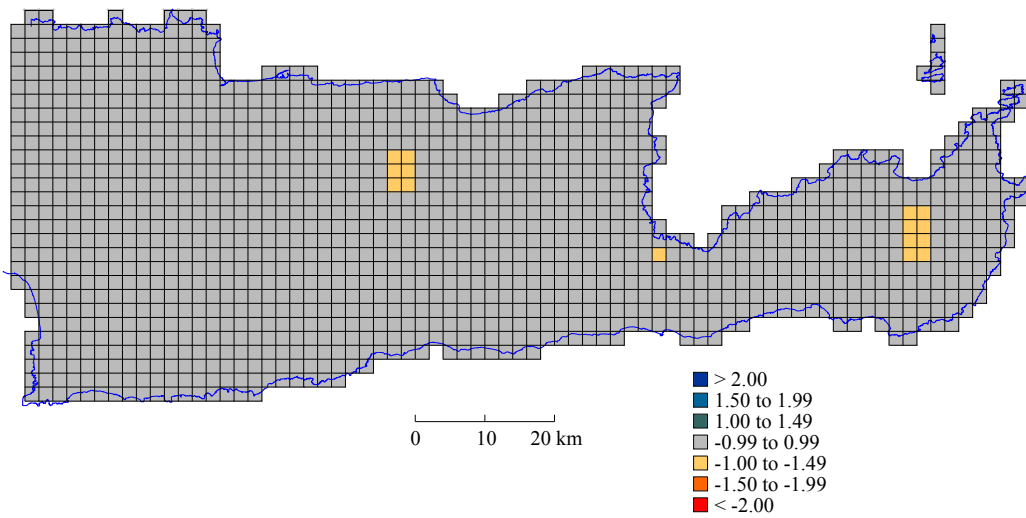 > 2.00
1.50 to 1.99
1.00 to 1.49
-0.99 to 0.99
-1.00 to -1.49
-1.50 to -1.99
< -2.00
0 10 20 km